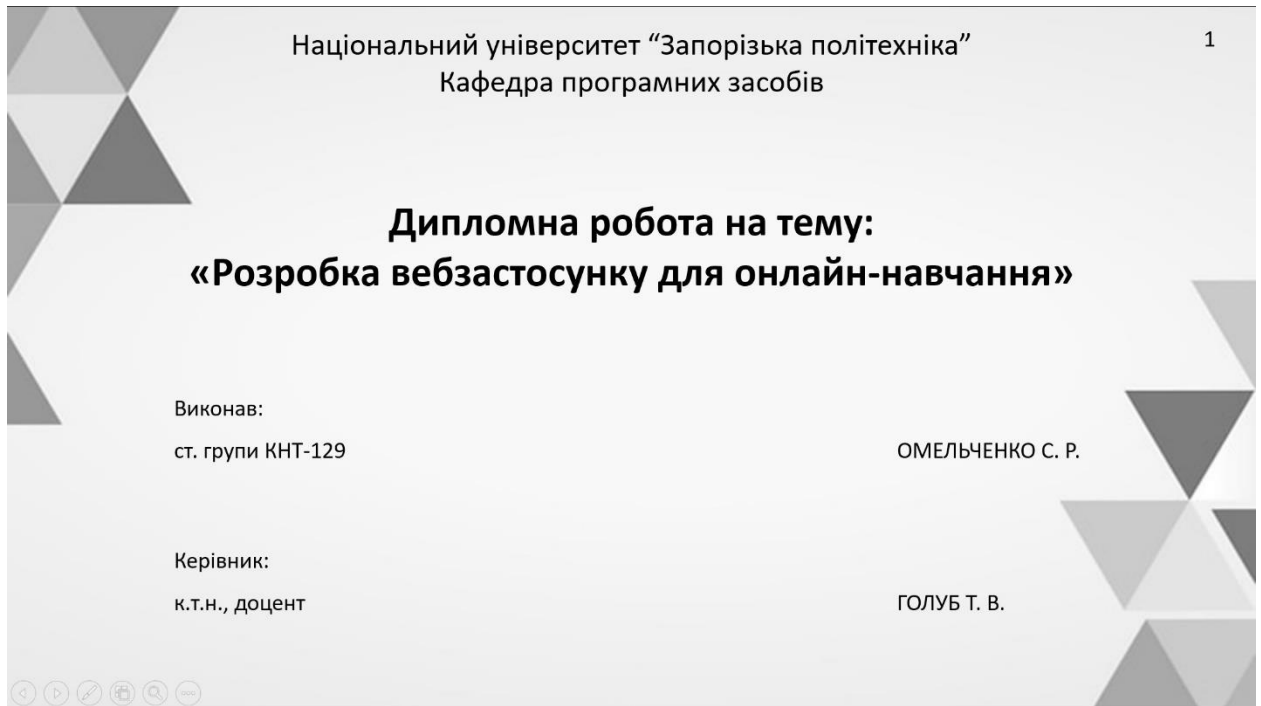 Національний університет “Запорізька політехніка”
1
Кафедра програмних засобів
Дипломна робота на тему:
«Розробка вебзастосунку для онлайн-навчання»
Виконав:
ст. групи КНТ-129 ОМЕЛЬЧЕНКО С. Р.
Керівник:
к.т.н., доцент ГОЛУБ Т. В.